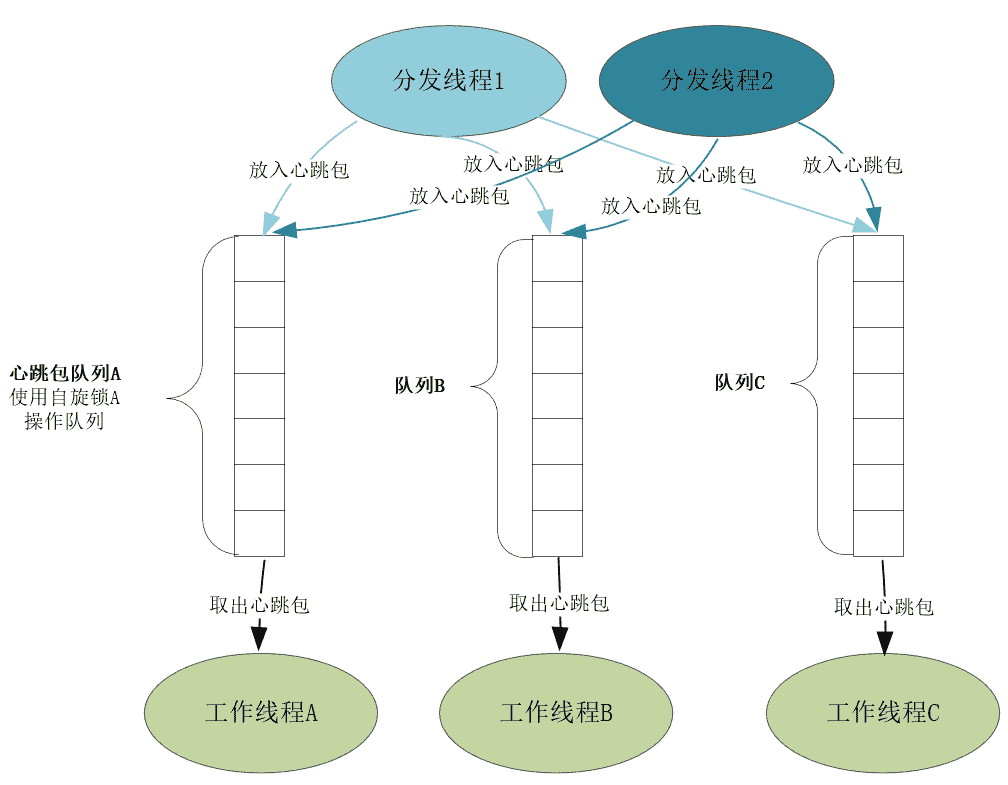 分发线程1
分发线程2
放入心跳包
放入心跳包
放入心跳包
放入心跳包
放入心跳包
放入心跳包
心跳包队列A
使用自旋锁A
操作队列
队列B
队列C
取出心跳包
取出心跳包
取出心跳包
工作线程A
工作线程B
工作线程C